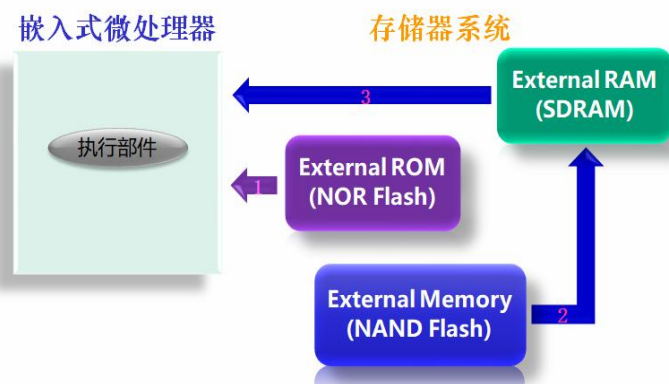 嵌入式微处理器
存储器系统
External RAM
(SDRAM)
3
执行部件
External ROM
(NOR Flash)
1
External Memory
(NAND Flash)
2